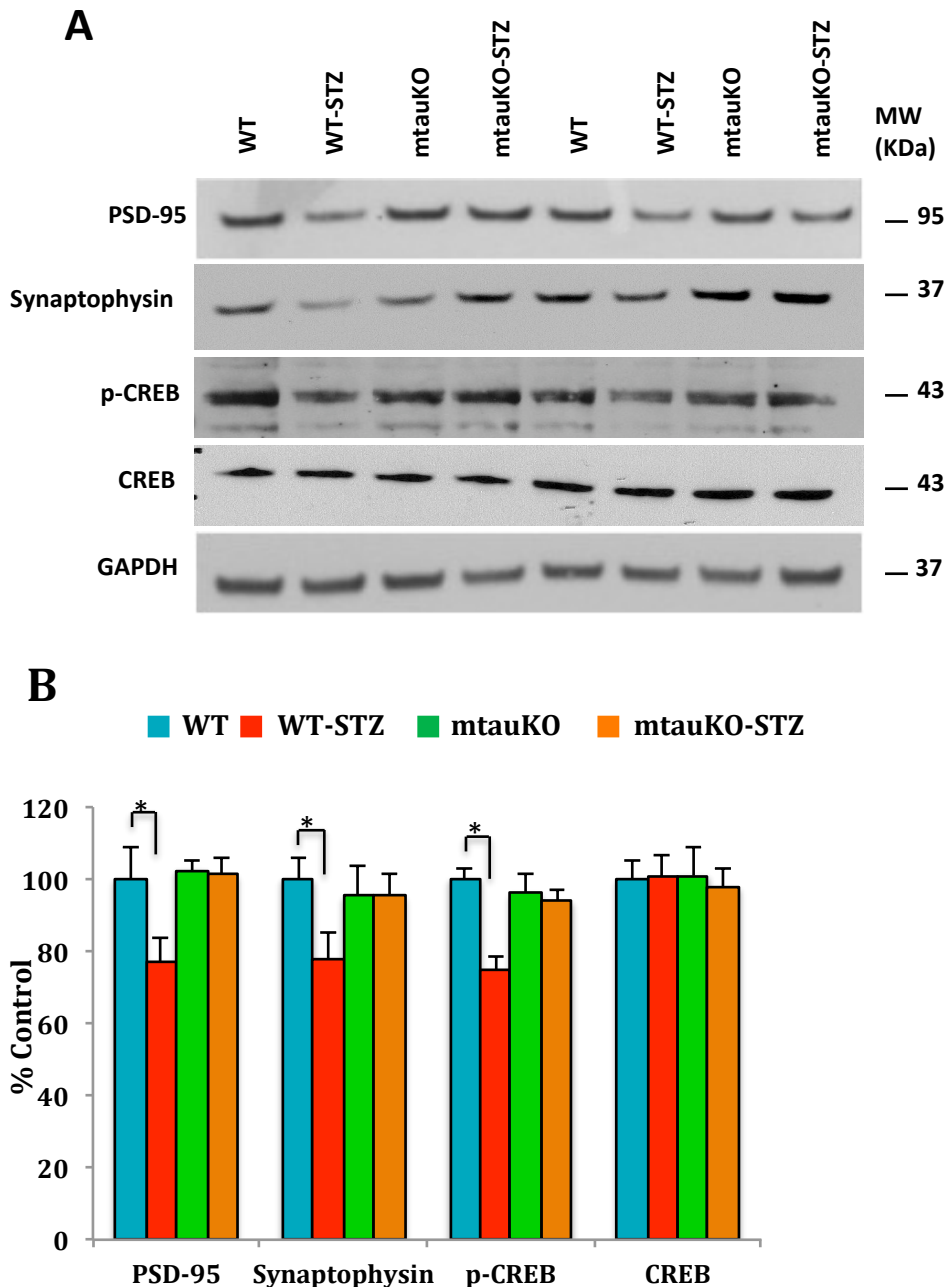 A
WT WT-STZ mtauKO mtauKO-STZ WT WT-STZ mtauKO mtauKO-STZ
MW
(KDa)
PSD-95 — 95
Synaptophysin — 37
p-CREB — 43
CREB — 43
GAPDH — 37
B
WT WT-STZ mtauKO mtauKO-STZ
% Control
120
100
80
60
40
20
0
* * *
PSD-95 Synaptophysin p-CREB CREB